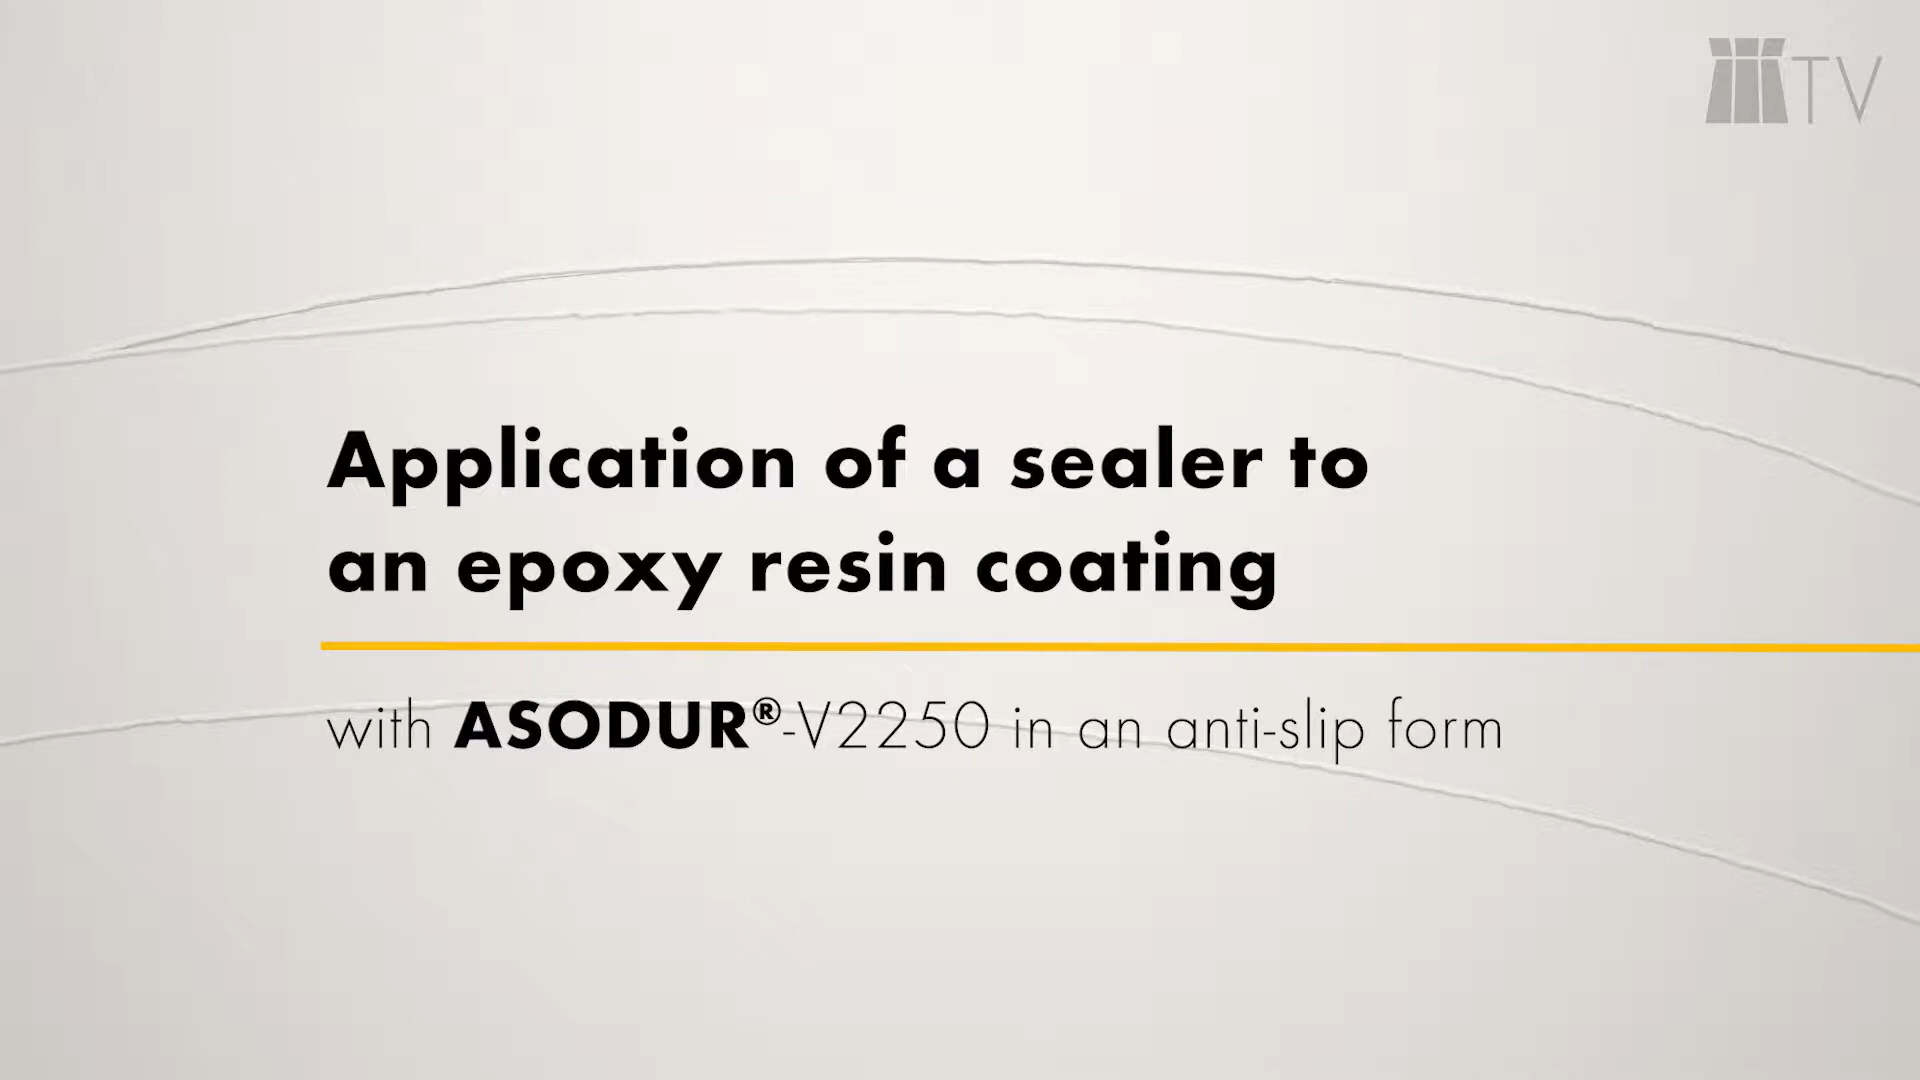 TV
Application of a sealer to
an epoxy resin coating
with ASODUR®-V2250 in an anti-slip form